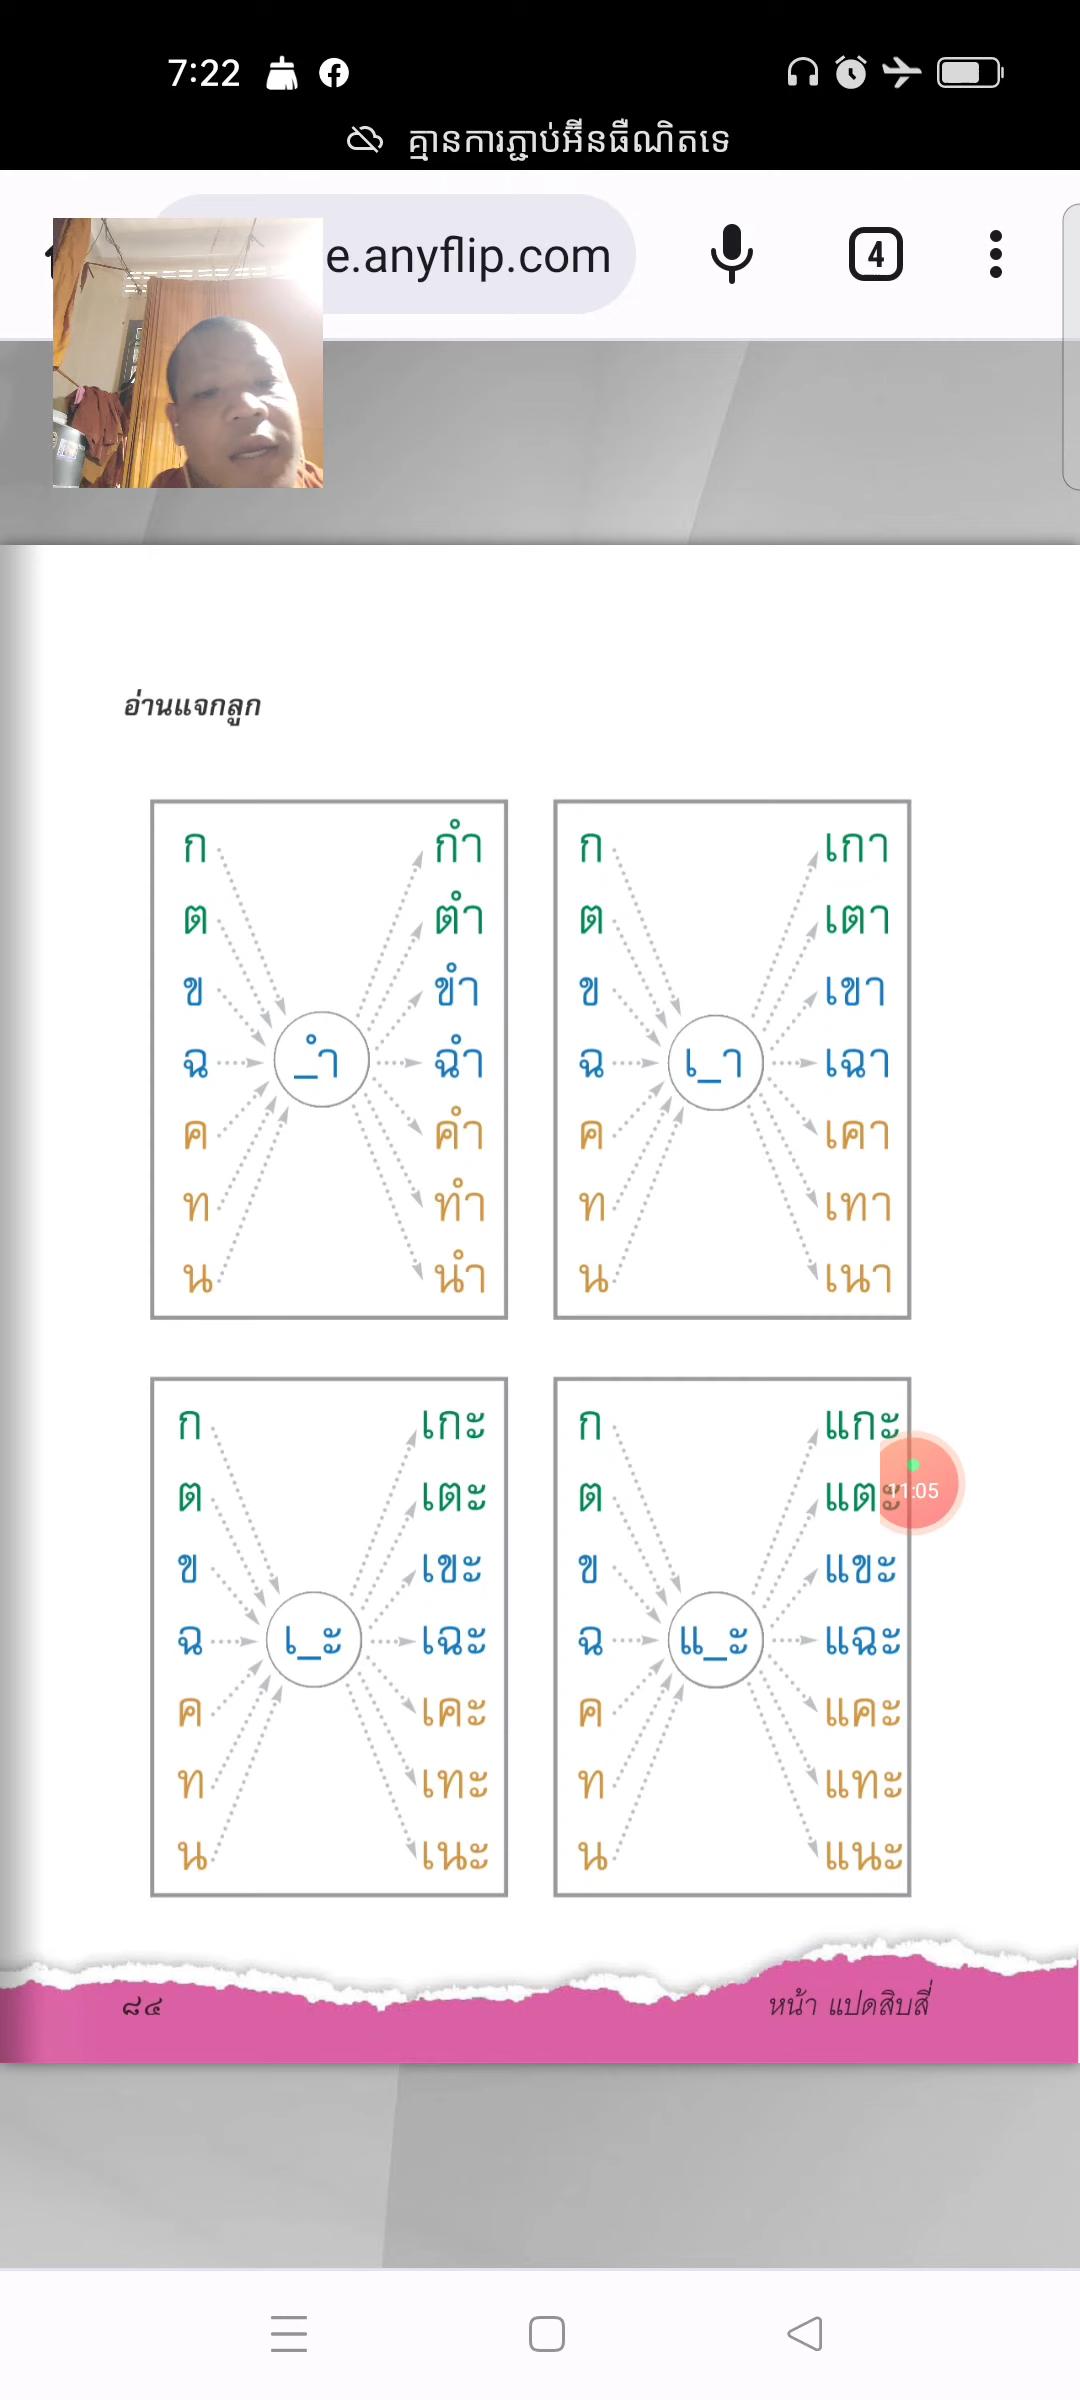 7:22
គ្មានការភ្ជាប់អ៊ីនធឺណិតទេ
e.anyflip.com
4
อ่านแจกลูก
ก กำ
ต ตำ
ข ขำ
ฉ _ำ ฉำ
ค คำ
ท ทำ
น นำ
ก เกา
ต เตา
ข เขา
ฉ เ_า เฉา
ค เคา
ท เทา
น เนา
ก เกะ
ต เตะ
ข เขะ
ฉ เ_ะ เฉะ
ค เคะ
ท เทะ
น เนะ
ก แกะ
ต แตะ
11:05
ข แขะ
ฉ แ_ะ แฉะ
ค แคะ
ท แทะ
น แนะ
๘๔
หน้า แปดสิบสี่